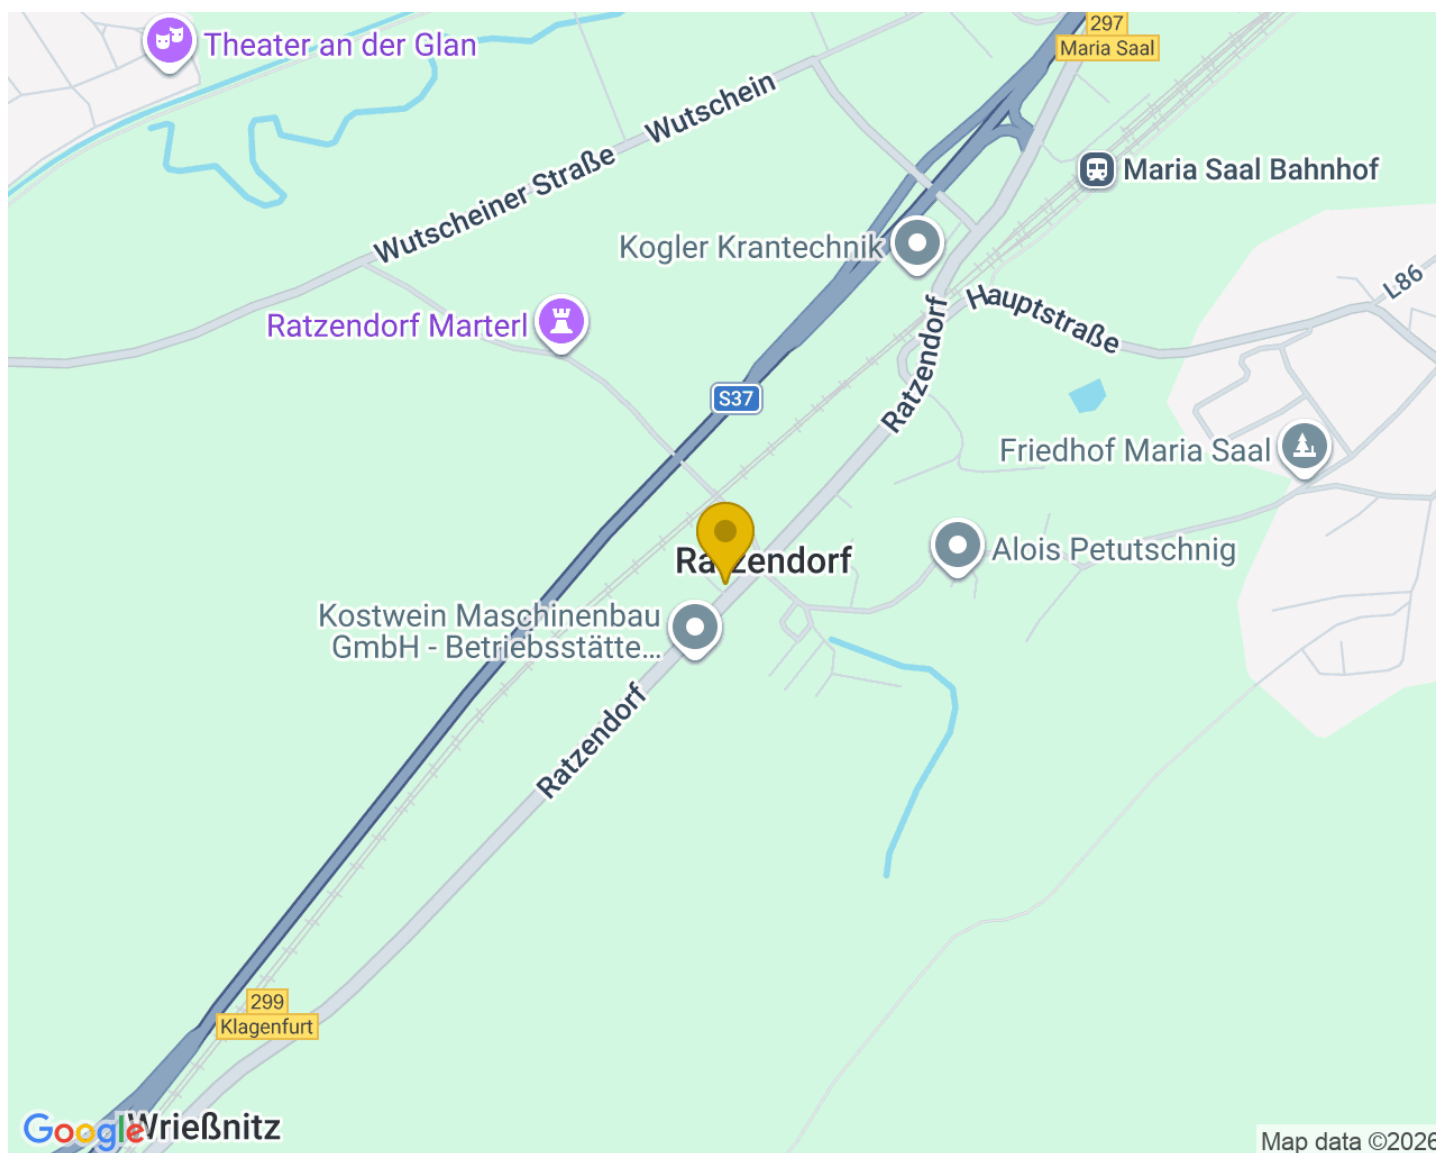 Theater an der Glan
297
Maria Saal
Wutscheiner Straße
Wutschein
Maria Saal Bahnhof
Kogler Krantechnik
L86
Hauptstraße
Ratzendorf Marterl
Ratzendorf
S37
Friedhof Maria Saal
Ratzendorf
Alois Petutschnig
Kostwein Maschinenbau
GmbH - Betriebsstätte...
Ratzendorf
299
Klagenfurt
Google
Wrießnitz
Map data ©2026